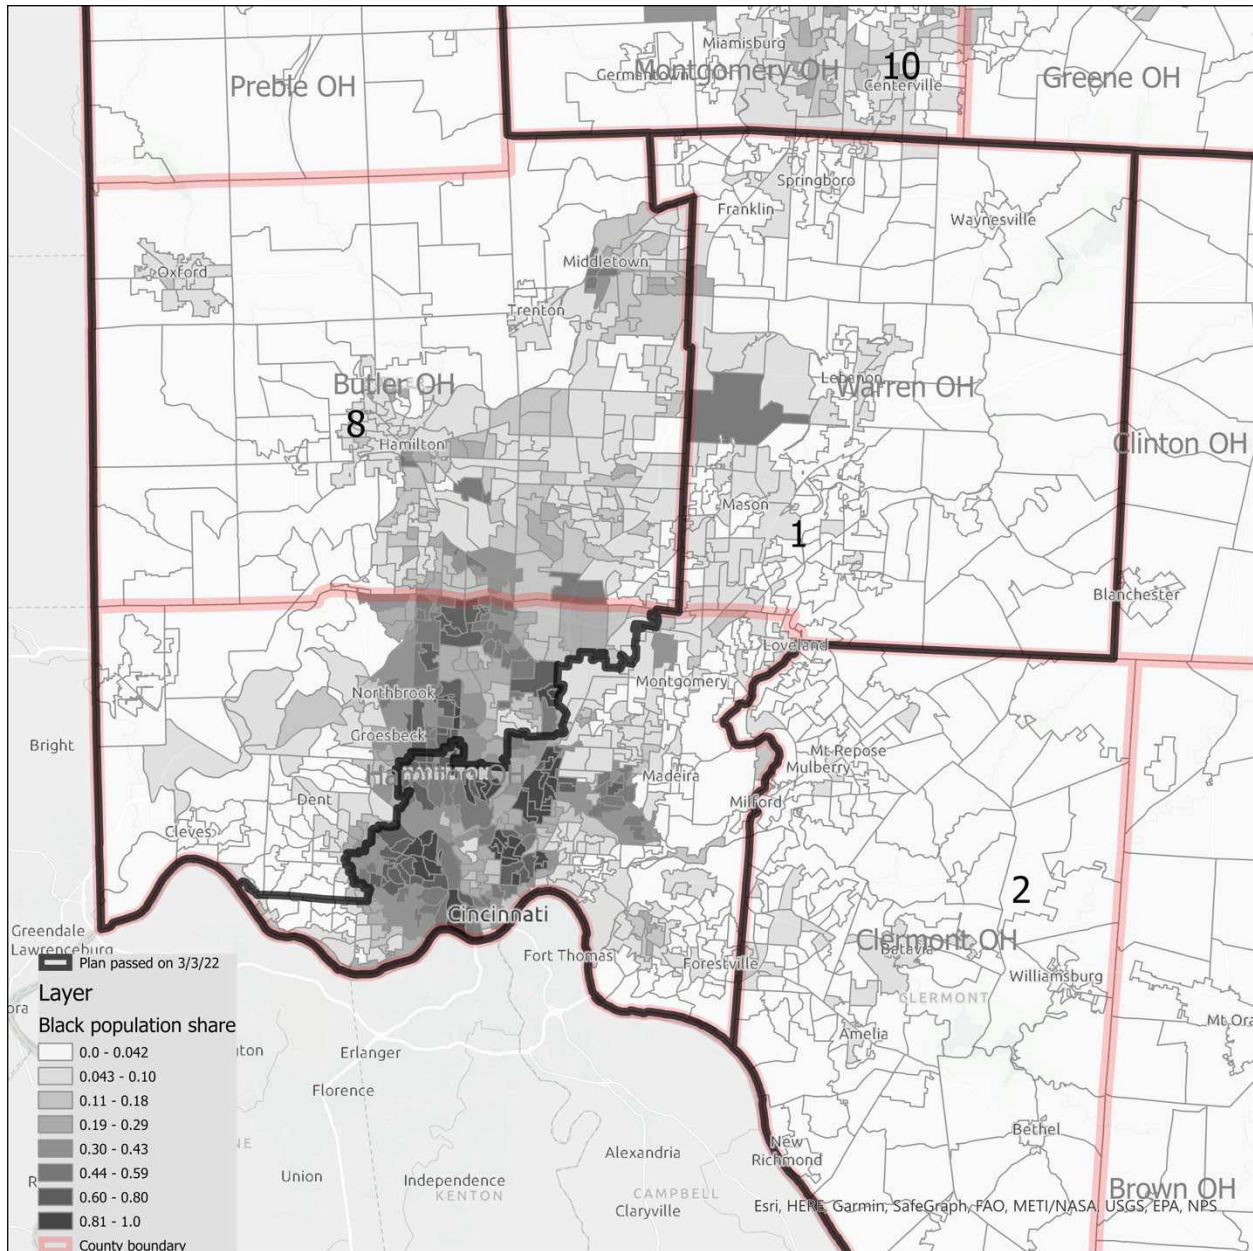 Miamisburg
Preble OH
Germantown
Montgomery OH
10
Centerville
Greene OH
Springboro
Franklin
Waynesville
Oxford
Middletown
Trenton
Butler OH
Lebanon
Warren OH
8
Hamilton
Clinton OH
Mason
1
Blanchester
Loveland
Montgomery
Northbrook
Groesbeck
Bright
Mt Repose
Mulberry
Madeira
Dent
Milford
Cleves
2
Cincinnati
Greendale
Lawrenceburg
Fort Thomas
Forestville
Clermont OH
Batavia
Williamsburg
CLERMONT
Amelia
Mt Ora
Erlanger
Florence
Bethel
New
Richmond
Alexandria
Union
Independence
KENTON
CAMPBELL
Claryville
Brown OH
Plan passed on 3/3/22
Layer
Black population share
0.0 - 0.042
0.043 - 0.10
0.11 - 0.18
0.19 - 0.29
0.30 - 0.43
0.44 - 0.59
0.60 - 0.80
0.81 - 1.0
County boundary
Esri, HERE, Garmin, SafeGraph, FAO, METI/NASA, USGS, EPA, NPS